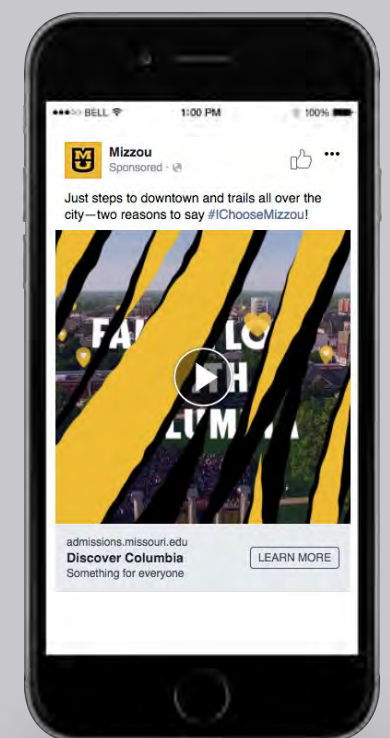 BELL 1:00 PM 100%
Mizzou
Sponsored ·
Just steps to downtown and trails all over the
city—two reasons to say #IChooseMizzou!
admissions.missouri.edu
Discover Columbia
LEARN MORE
Something for everyone